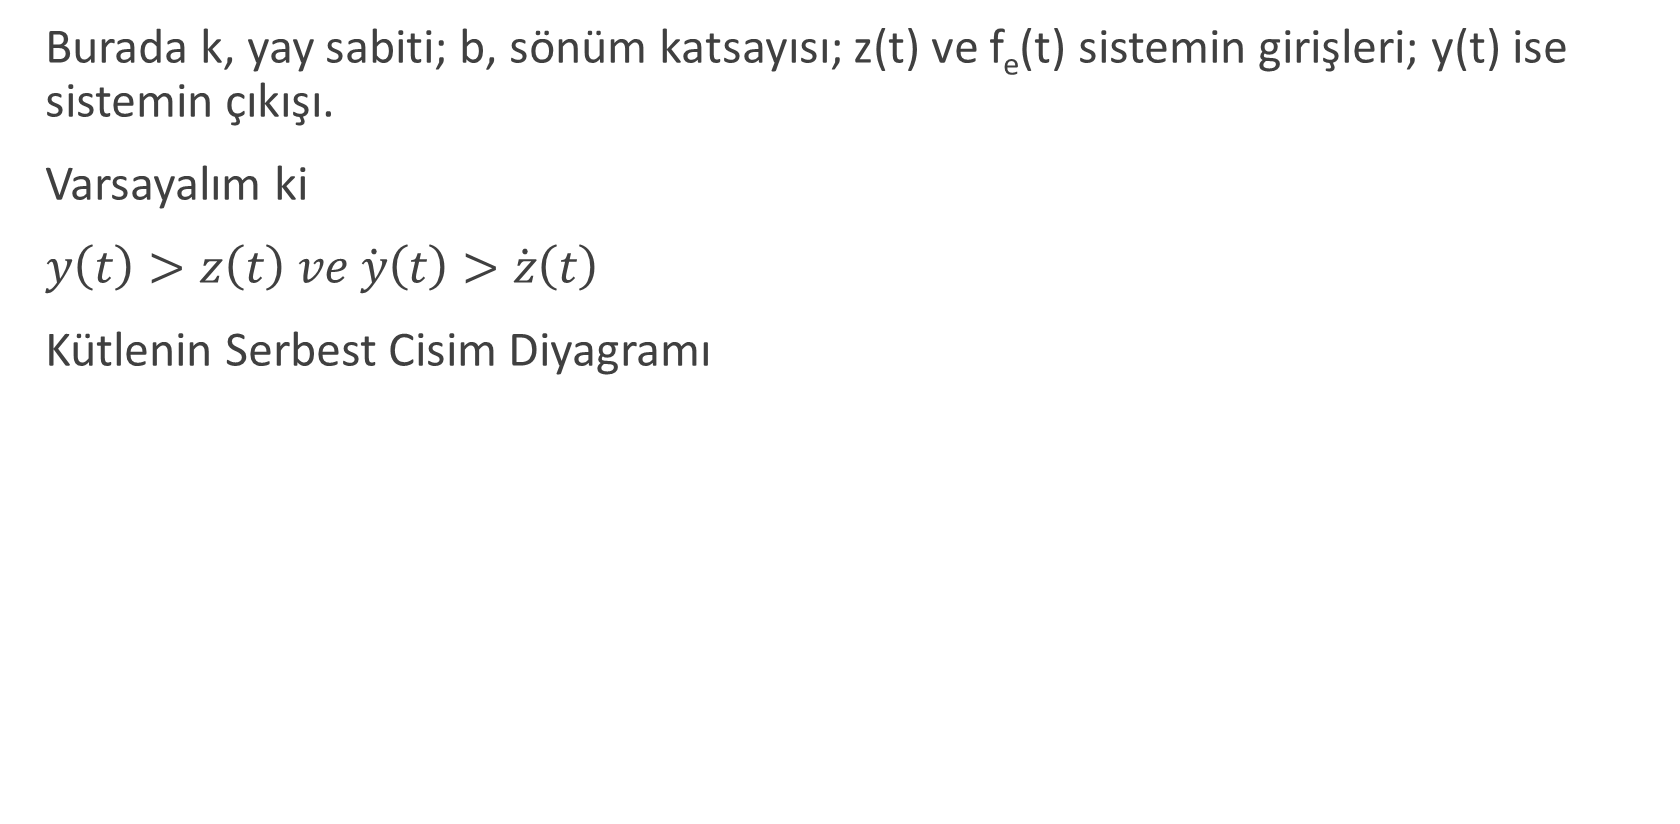 Burada k, yay sabiti; b, sönüm katsayısı; z(t) ve fₑ(t) sistemin girişleri; y(t) ise
sistemin çıkışı.
Varsayalım ki
y(t) > z(t) ve ẏ(t) > ż(t)
Kütlenin Serbest Cisim Diyagramı